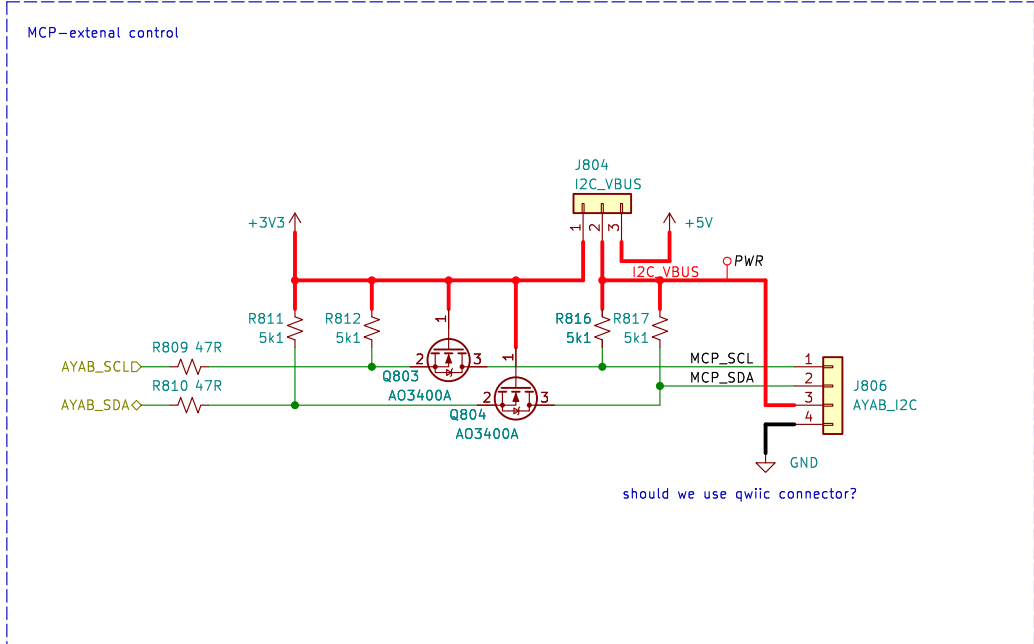 MCP-extenal control
J804
I2C_VBUS
+3V3
1
2
3
+5V
I2C_VBUS
PWR
R811
5k1
R812
5k1
1
R816
5k1
R817
5k1
R809 47R
AYAB_SCL
2
3
1
MCP_SCL
1
Q803
AO3400A
R810 47R
MCP_SDA
2
J806
AYAB_I2C
AYAB_SDA
2
3
3
Q804
AO3400A
4
GND
should we use qwiic connector?